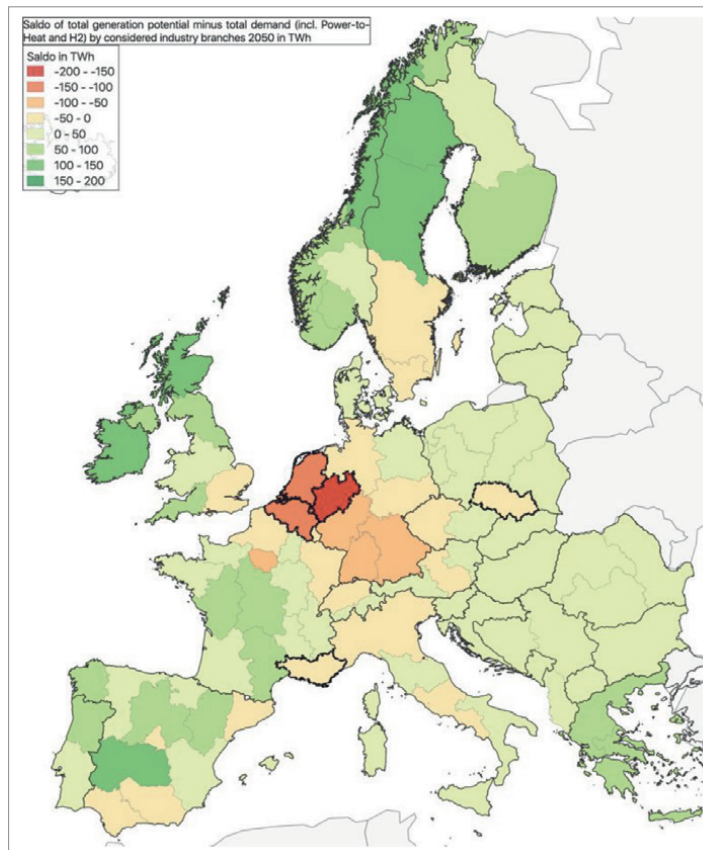 Saldo of total generation potential minus total demand (incl. Power-to-
Heat and H2) by considered industry branches 2050 in TWh
Saldo in TWh
-200 - -150
-150 - -100
-100 - -50
-50 - 0
0 - 50
50 - 100
100 - 150
150 - 200